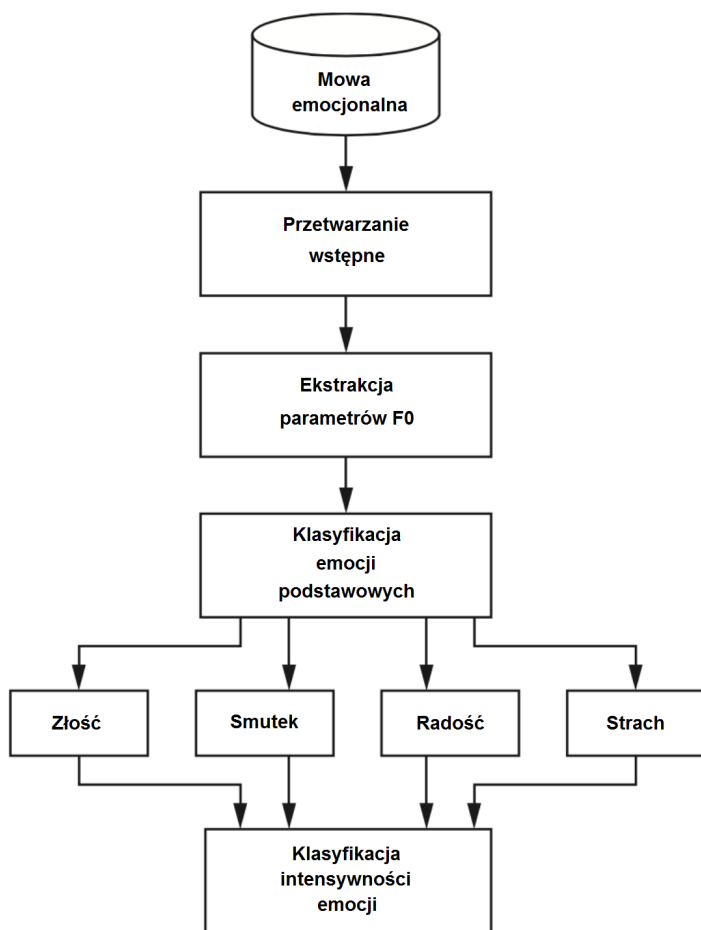 Mowa
emocjonalna
Przetwarzanie
wstępne
Ekstrakcja
parametrów F0
Klasyfikacja
emocji
podstawowych
Złość
Smutek
Radość
Strach
Klasyfikacja
intensywności
emocji